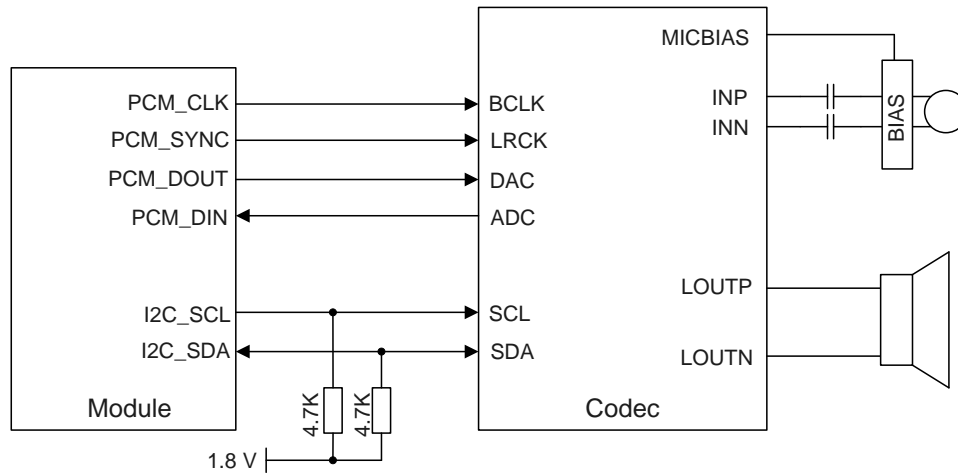 MICBIAS
PCM_CLK
BCLK
INP
PCM_SYNC
LRCK
INN
BIAS
PCM_DOUT
DAC
PCM_DIN
ADC
LOUTP
I2C_SCL
SCL
I2C_SDA
SDA
LOUTN
4.7K
4.7K
Module
Codec
1.8 V